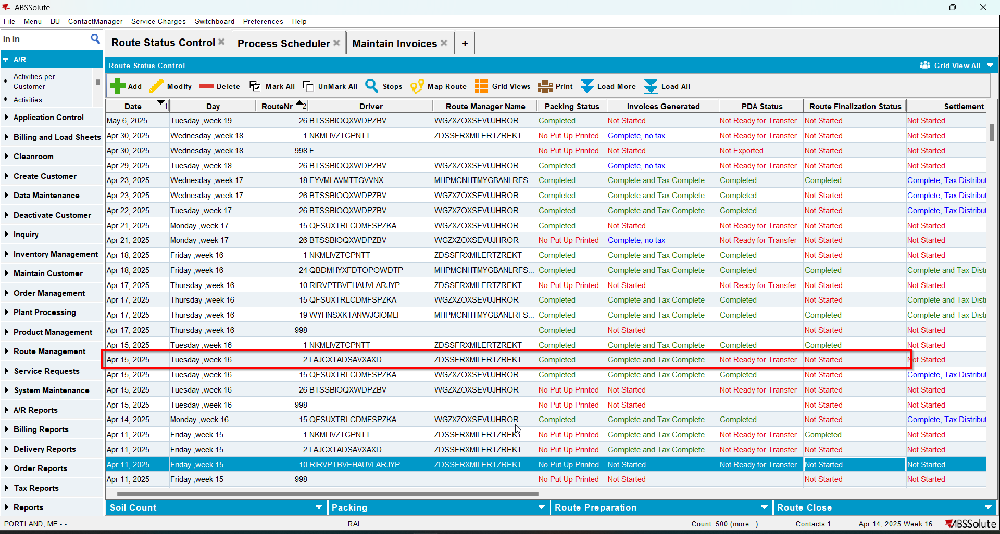 ABSSolute
File Menu BU ContactManager Service Charges Switchboard Preferences Help
in in
Route Status Control Process Scheduler Maintain Invoices +
A/R
Activities per
Customer
Activities
Application Control
Billing and Load Sheets
Cleanroom
Create Customer
Data Maintenance
Deactivate Customer
Inquiry
Inventory Management
Maintain Customer
Order Management
Plant Processing
Product Management
Route Management
Service Requests
System Maintenance
A/R Reports
Billing Reports
Delivery Reports
Order Reports
Tax Reports
Reports
Route Status Control Grid View All
Add Modify Delete Mark All UnMark All Stops Map Route Grid Views Print Load More Load All
Date 1 Day RouteNr 2 Driver Route Manager Name Packing Status Invoices Generated PDA Status Route Finalization Status Settlement
May 6, 2025 Tuesday ,week 19 26 BTSSBIOQXWDPZBV WGZXZOXSEVUJHROR Completed Not Started Not Ready for Transfer Not Started Not Started
Apr 30, 2025 Wednesday ,week 18 1 NKMLIVZTCPNTT ZDSSFRXMILERTZREKT No Put Up Printed Complete, no tax Not Ready for Transfer Not Started Not Started
Apr 30, 2025 Wednesday ,week 18 998 F No Put Up Printed Not Started Not Exported Not Started Not Started
Apr 29, 2025 Tuesday ,week 18 26 BTSSBIOQXWDPZBV WGZXZOXSEVUJHROR Completed Complete, no tax Not Ready for Transfer Not Started Not Started
Apr 23, 2025 Wednesday ,week 17 18 EYVMLAVMTTGVVNX MHPMCNHTMYGBANLRFS... Completed Complete and Tax Complete Completed Completed Complete, Tax Distribut
Apr 23, 2025 Wednesday ,week 17 26 BTSSBIOQXWDPZBV WGZXZOXSEVUJHROR Completed Complete and Tax Complete Completed Not Started Complete, Tax Distribut
Apr 22, 2025 Tuesday ,week 17 26 BTSSBIOQXWDPZBV WGZXZOXSEVUJHROR Completed Complete and Tax Complete Completed Not Started Complete, Tax Distribut
Apr 21, 2025 Monday ,week 17 15 QFSUXTRLCDMFSPZKA WGZXZOXSEVUJHROR Completed Not Started Not Ready for Transfer Not Started Not Started
Apr 21, 2025 Monday ,week 17 26 BTSSBIOQXWDPZBV WGZXZOXSEVUJHROR No Put Up Printed Complete, no tax Not Ready for Transfer Not Started Not Started
Apr 18, 2025 Friday ,week 16 1 NKMLIVZTCPNTT ZDSSFRXMILERTZREKT Completed Complete and Tax Complete Completed Not Started Not Started
Apr 18, 2025 Friday ,week 16 24 QBDMHYXFDTOPOWDTP MHPMCNHTMYGBANLRFS... Completed Complete and Tax Complete Completed Completed Complete and Tax Distri
Apr 17, 2025 Thursday ,week 16 10 RIRVPTBVEHAUVLARJYP ZDSSFRXMILERTZREKT No Put Up Printed Not Started Not Ready for Transfer Not Started Not Started
Apr 17, 2025 Thursday ,week 16 15 QFSUXTRLCDMFSPZKA WGZXZOXSEVUJHROR Completed Complete and Tax Complete Completed Not Started Complete and Tax Distri
Apr 17, 2025 Thursday ,week 16 19 WYHNSXKTANWJGIOMLF MHPMCNHTMYGBANLRFS... Completed Complete and Tax Complete Completed Completed Complete and Tax Distri
Apr 17, 2025 Thursday ,week 16 998 Completed Not Started Not Started Not Started
Apr 15, 2025 Tuesday ,week 16 1 NKMLIVZTCPNTT ZDSSFRXMILERTZREKT Completed Complete and Tax Complete Completed Completed Not Started
Apr 15, 2025 Tuesday ,week 16 2 LAJCXTADSAVXAXD ZDSSFRXMILERTZREKT Completed Complete and Tax Complete Not Ready for Transfer Not Started Not Started
Apr 15, 2025 Tuesday ,week 16 15 QFSUXTRLCDMFSPZKA WGZXZOXSEVUJHROR Completed Complete and Tax Complete Completed Not Started Complete, Tax Distribut
Apr 15, 2025 Tuesday ,week 16 26 BTSSBIOQXWDPZBV WGZXZOXSEVUJHROR No Put Up Printed Not Started Not Ready for Transfer Not Started Not Started
Apr 15, 2025 Tuesday ,week 16 998 No Put Up Printed Not Started Not Started Not Started
Apr 14, 2025 Monday ,week 16 15 QFSUXTRLCDMFSPZKA WGZXZOXSEVUJHROR Completed Complete and Tax Complete Completed Not Started Complete, Tax Distribut
Apr 11, 2025 Friday ,week 15 1 NKMLIVZTCPNTT ZDSSFRXMILERTZREKT No Put Up Printed Complete and Tax Complete Not Ready for Transfer Completed Not Started
Apr 11, 2025 Friday ,week 15 2 LAJCXTADSAVXAXD ZDSSFRXMILERTZREKT No Put Up Printed Complete and Tax Complete Not Ready for Transfer Not Started Not Started
Apr 11, 2025 Friday ,week 15 10 RIRVPTBVEHAUVLARJYP ZDSSFRXMILERTZREKT No Put Up Printed Not Started Not Ready for Transfer Not Started Not Started
Apr 11, 2025 Friday ,week 15 998 No Put Up Printed Not Started Not Started Not Started
Soil Count Packing Route Preparation Route Close
PORTLAND, ME - - RAL Count: 500 (more...) Contacts 1 Apr 14, 2025 Week 16 ABSSolute